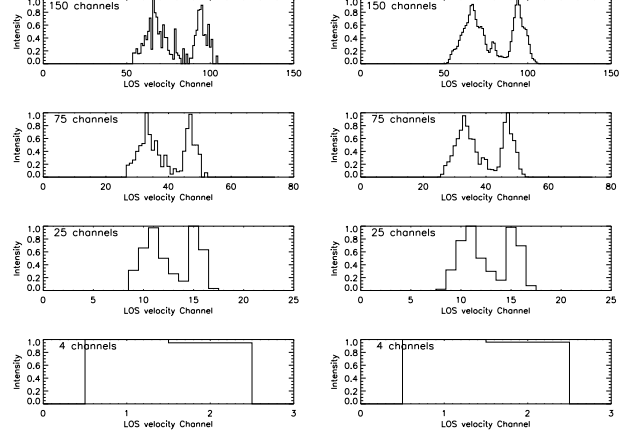 150 channels 150 channels
Intensity 1.0 0.8 0.6 0.4 0.2 0.0 Intensity 1.0 0.8 0.6 0.4 0.2 0.0
0 50 100 150 0 50 100 150
LOS velocity Channel LOS velocity Channel
75 channels 75 channels
Intensity 1.0 0.8 0.6 0.4 0.2 0.0 Intensity 1.0 0.8 0.6 0.4 0.2 0.0
0 20 40 60 80 0 20 40 60 80
LOS velocity Channel LOS velocity Channel
25 channels 25 channels
Intensity 1.0 0.8 0.6 0.4 0.2 0.0 Intensity 1.0 0.8 0.6 0.4 0.2 0.0
0 5 10 15 20 25 0 5 10 15 20 25
LOS velocity Channel LOS velocity Channel
4 channels 4 channels
Intensity 1.0 0.8 0.6 0.4 0.2 0.0 Intensity 1.0 0.8 0.6 0.4 0.2 0.0
0 1 2 3 0 1 2 3
LOS velocity Channel LOS velocity Channel